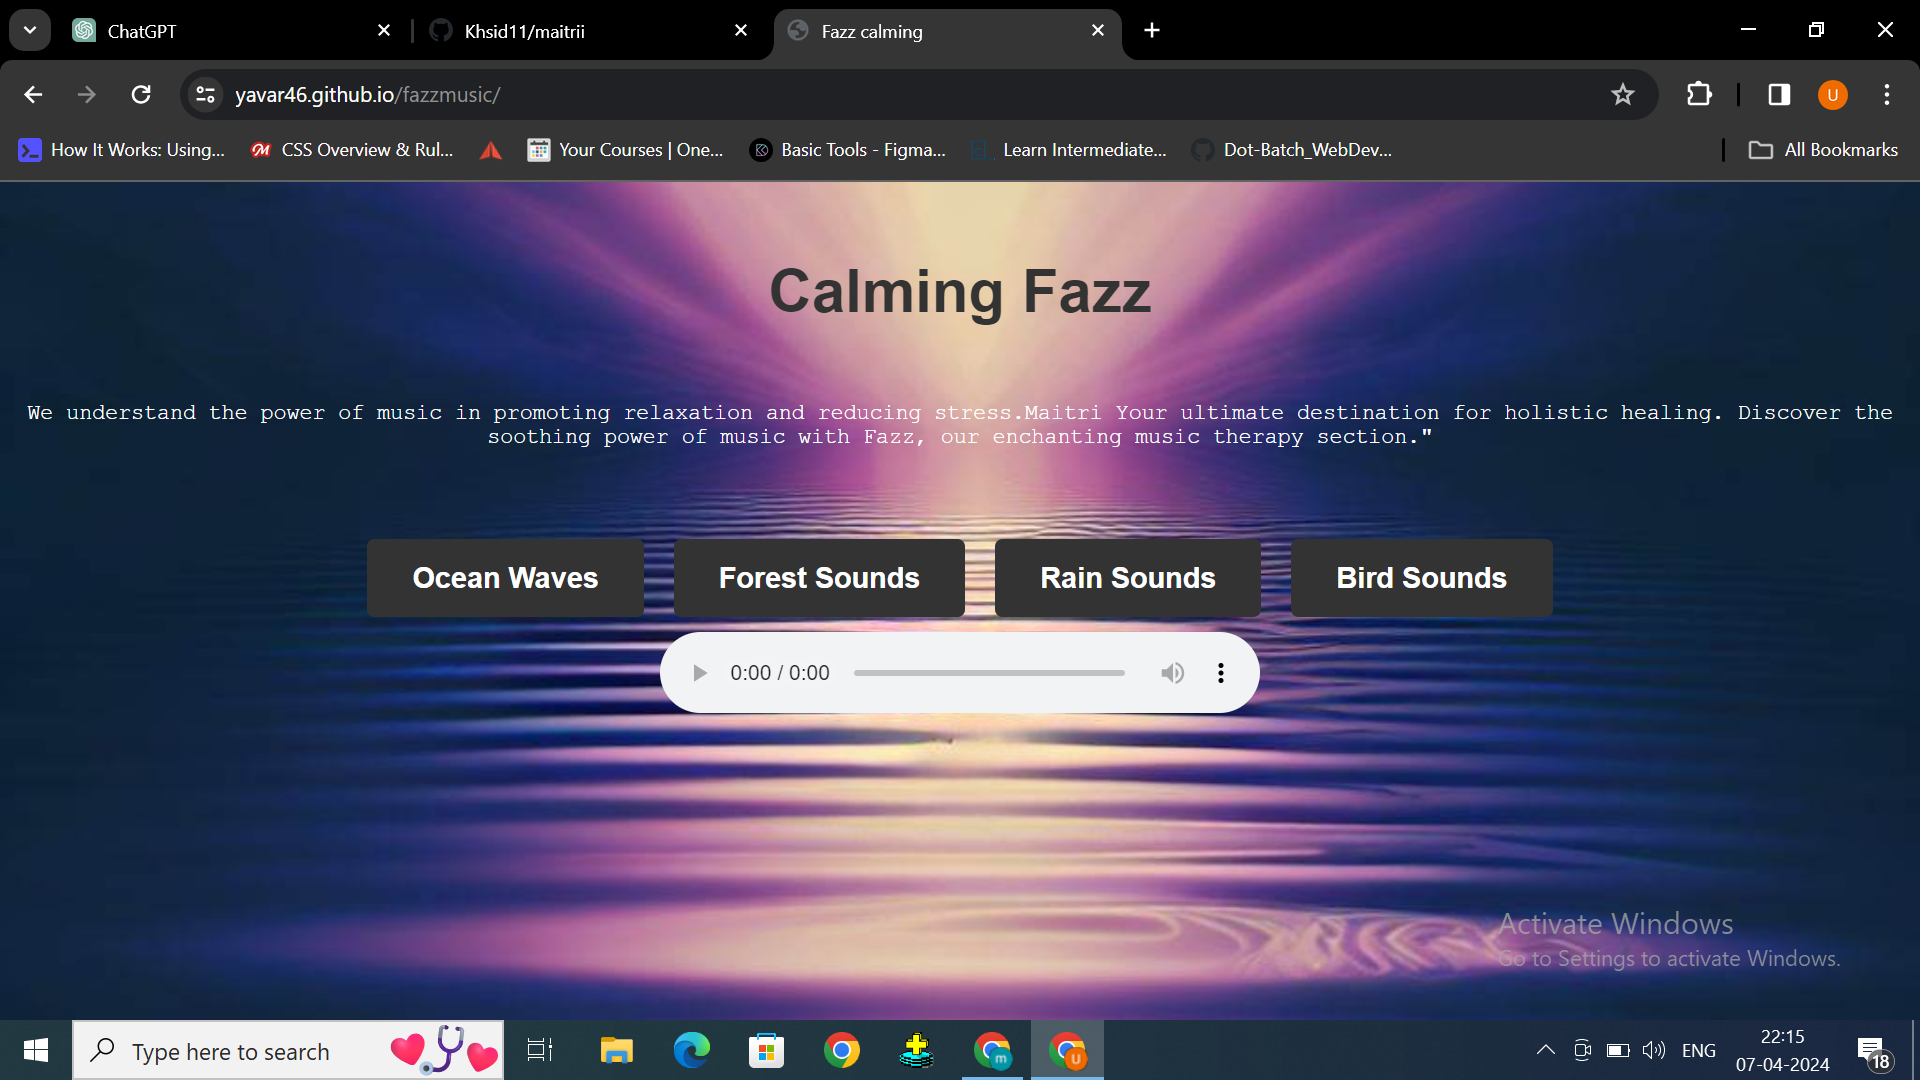 ChatGPT
Khsid11/maitrii
Fazz calming
yavar46.github.io/fazzmusic/
U
How It Works: Using...
CSS Overview & Rul...
Your Courses | One...
Basic Tools - Figma...
Learn Intermediate...
Dot-Batch_WebDev...
All Bookmarks
Calming Fazz
We understand the power of music in promoting relaxation and reducing stress.Maitri Your ultimate destination for holistic healing. Discover the
soothing power of music with Fazz, our enchanting music therapy section."
Ocean Waves
Forest Sounds
Rain Sounds
Bird Sounds
0:00 / 0:00
Activate Windows
Go to Settings to activate Windows.
Type here to search
m
U
ENG
22:15
07-04-2024
18